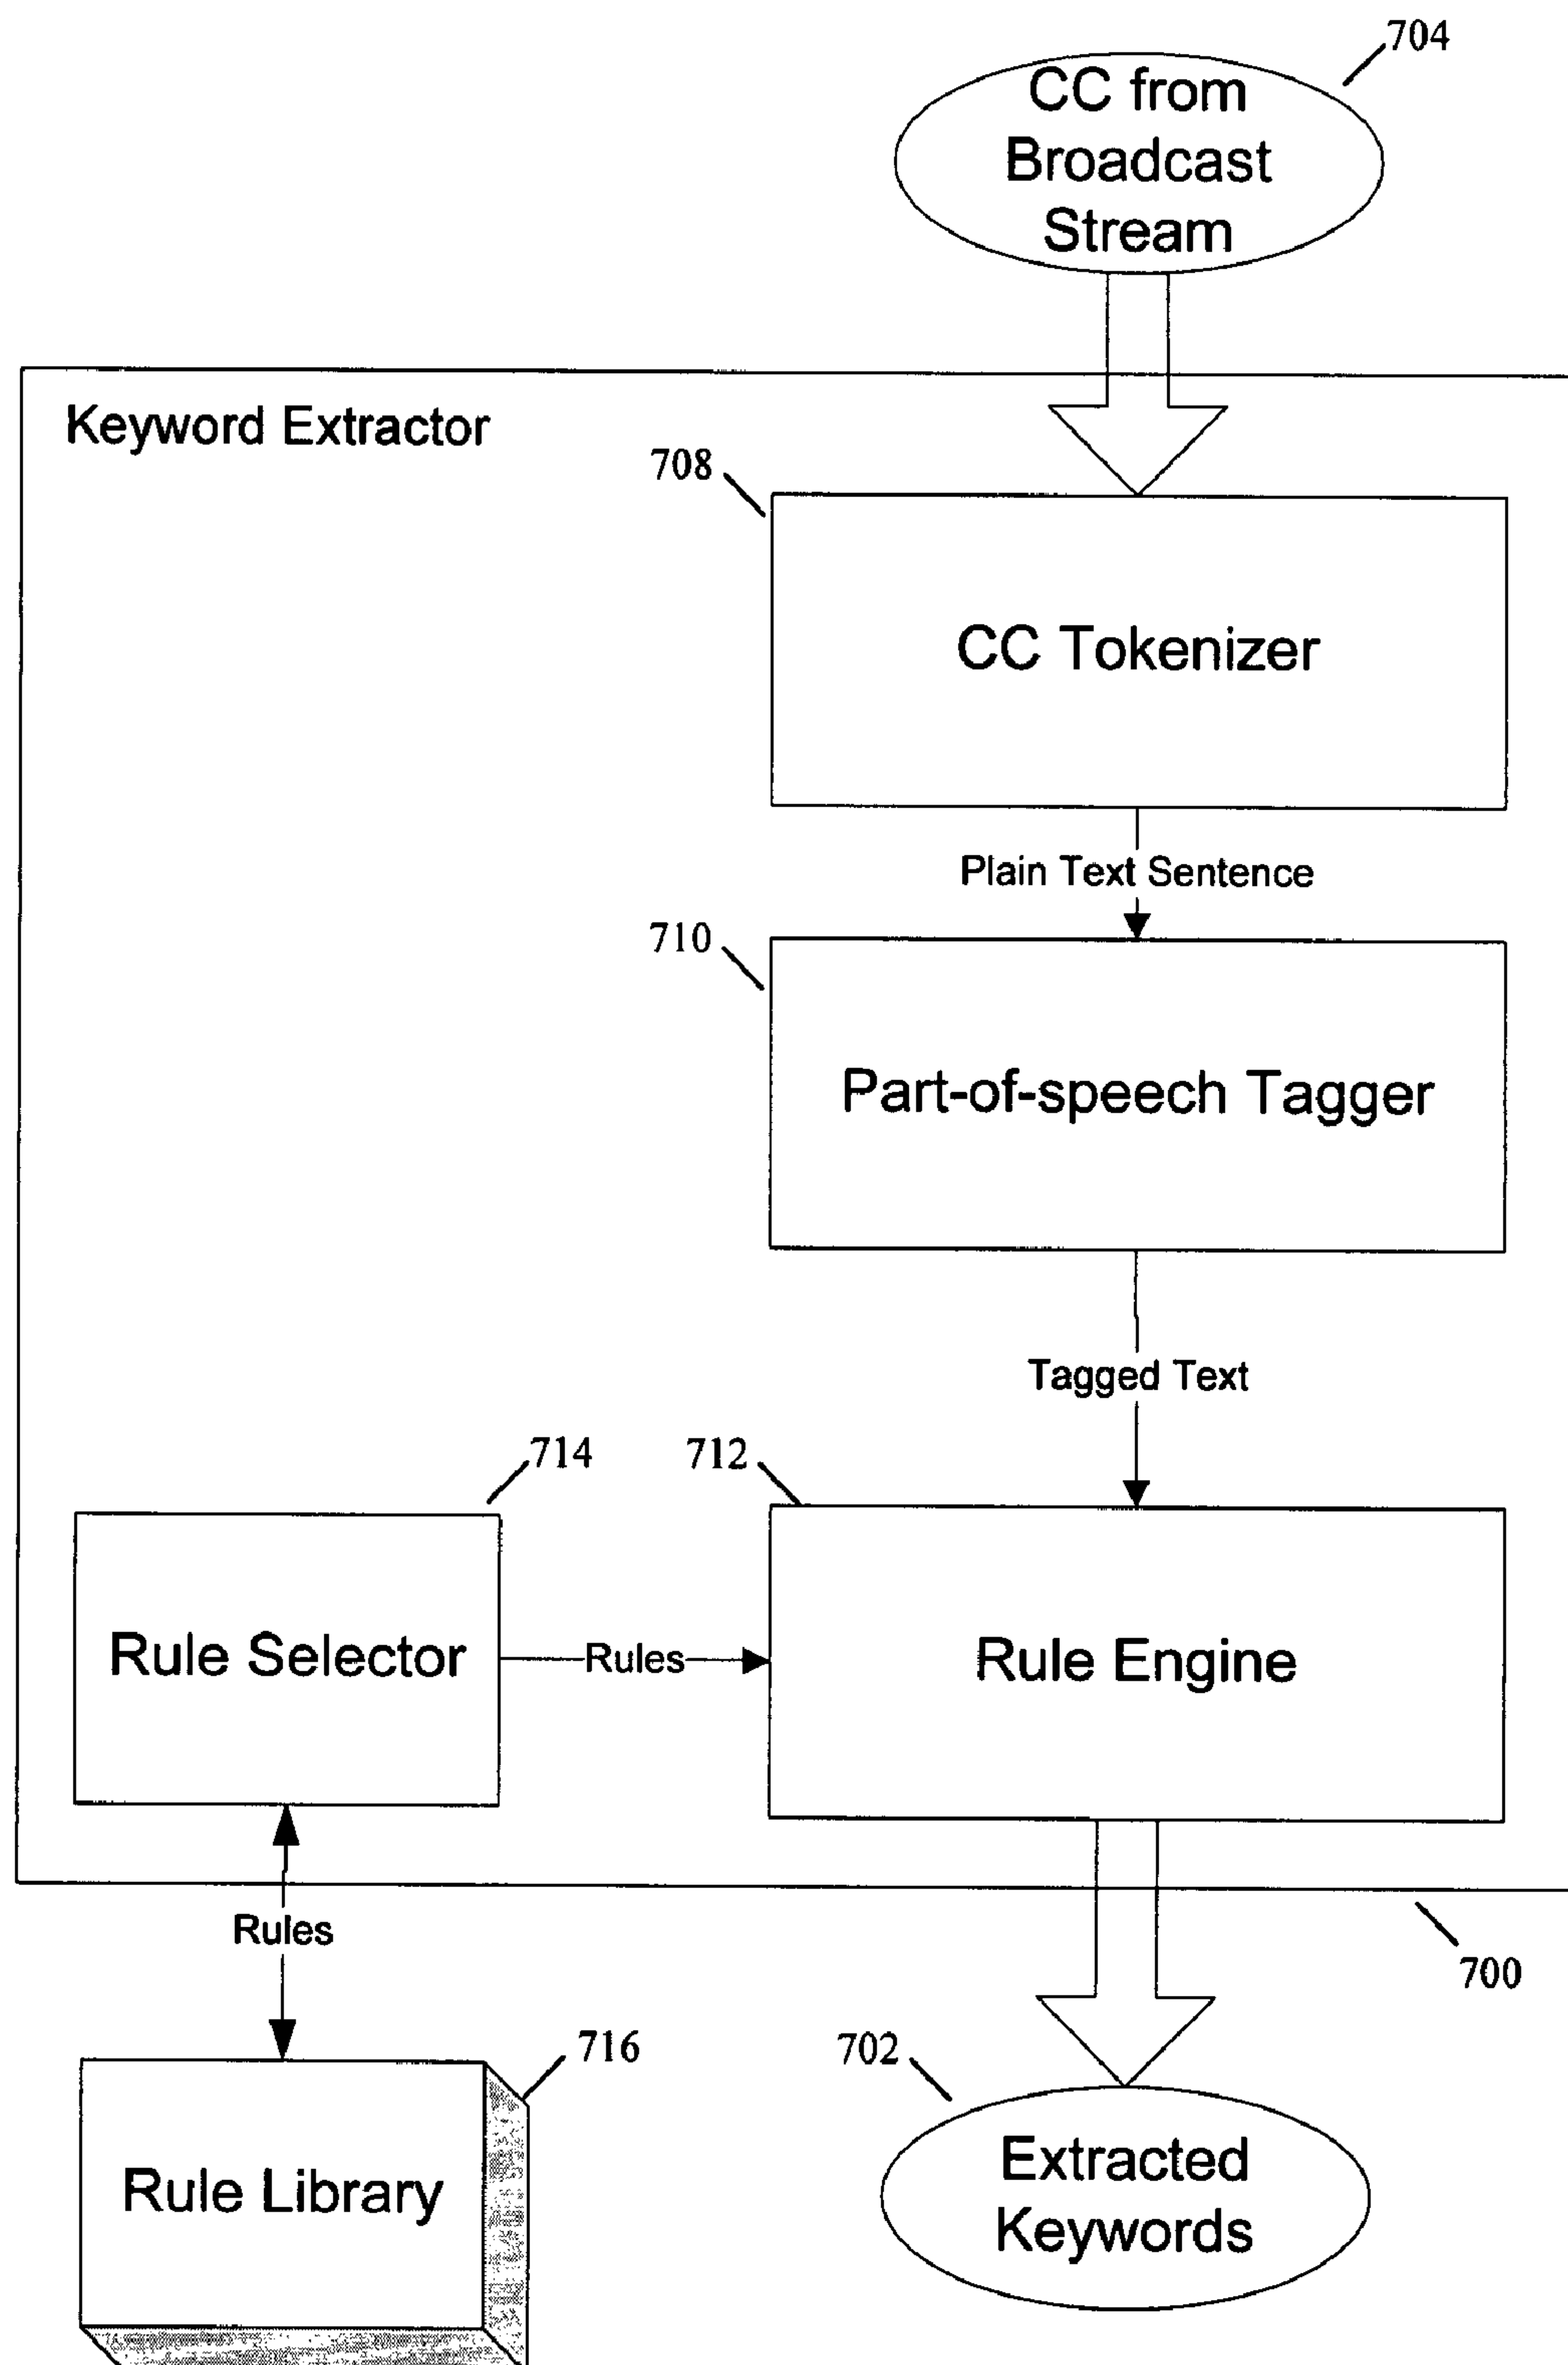 704
CC from
Broadcast
Stream
Keyword Extractor
708
CC Tokenizer
Plain Text Sentence
710
Part-of-speech Tagger
Tagged Text
714
712
Rule Selector
Rules
Rule Engine
Rules
700
716
702
Rule Library
Extracted
Keywords